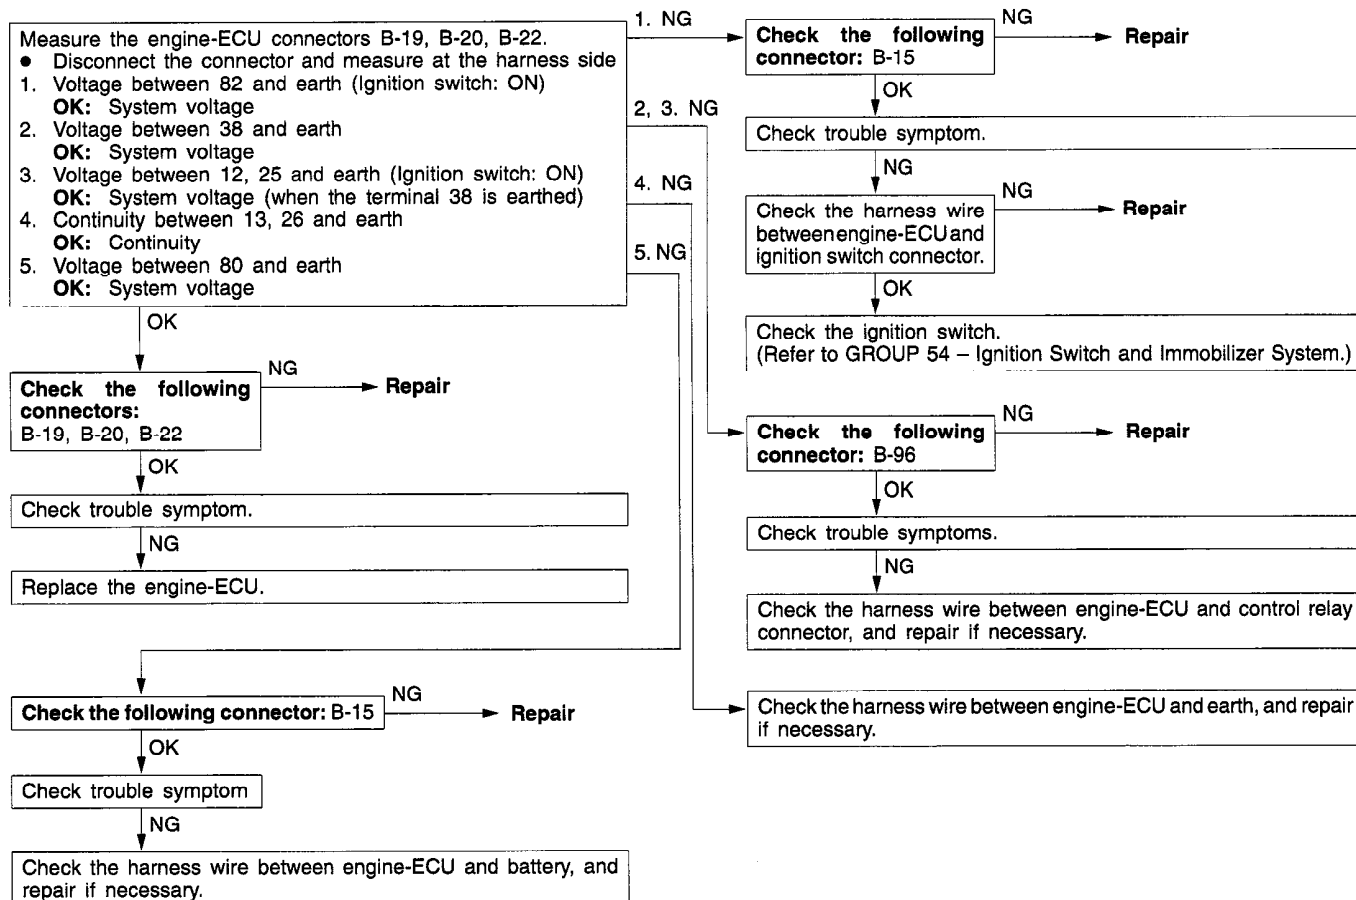 Measure the engine-ECU connectors B-19, B-20, B-22.
● Disconnect the connector and measure at the harness side
1. Voltage between 82 and earth (Ignition switch: ON)
OK: System voltage
2. Voltage between 38 and earth
OK: System voltage
3. Voltage between 12, 25 and earth (Ignition switch: ON)
OK: System voltage (when the terminal 38 is earthed)
4. Continuity between 13, 26 and earth
OK: Continuity
5. Voltage between 80 and earth
OK: System voltage
OK
Check the following
connectors:
B-19, B-20, B-22
NG
Repair
OK
Check trouble symptom.
NG
Replace the engine-ECU.
1. NG
Check the following
connector: B-15
NG
Repair
OK
Check trouble symptom.
NG
Check the harness wire
between engine-ECU and
ignition switch connector.
NG
Repair
OK
Check the ignition switch.
(Refer to GROUP 54 – Ignition Switch and Immobilizer System.)
2, 3. NG
Check the following
connector: B-96
NG
Repair
OK
Check trouble symptoms.
NG
Check the harness wire between engine-ECU and control relay
connector, and repair if necessary.
4. NG
Check the harness wire between engine-ECU and earth, and repair
if necessary.
5. NG
Check the following connector: B-15
NG
Repair
OK
Check trouble symptom
NG
Check the harness wire between engine-ECU and battery, and
repair if necessary.